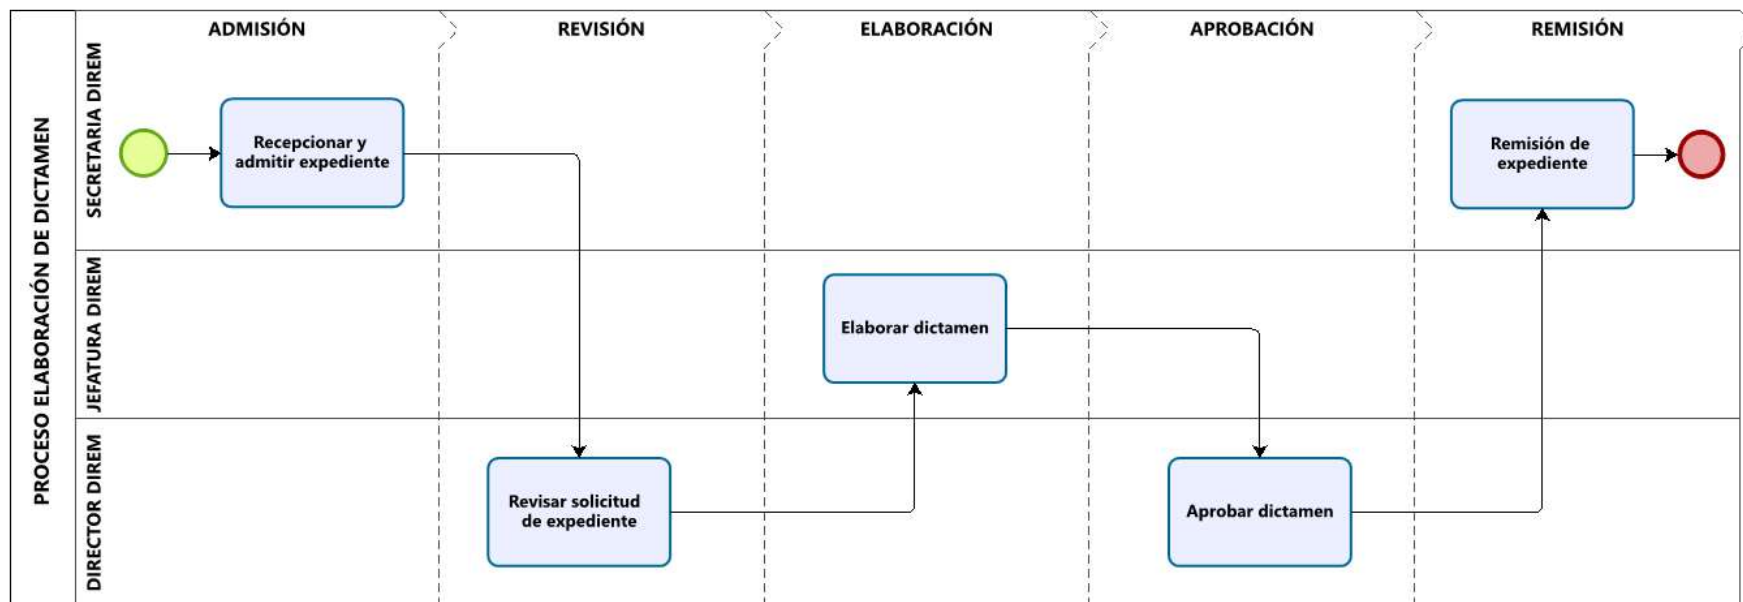 PROCESO ELABORACIÓN DE DICTAMEN
ADMISIÓN
REVISIÓN
ELABORACIÓN
APROBACIÓN
REMISIÓN
SECRETARIA DIREM
Recepcionar y
admitir expediente
Remisión de
expediente
JEFATURA DIREM
Elaborar dictamen
DIRECTOR DIREM
Revisar solicitud
de expediente
Aprobar dictamen